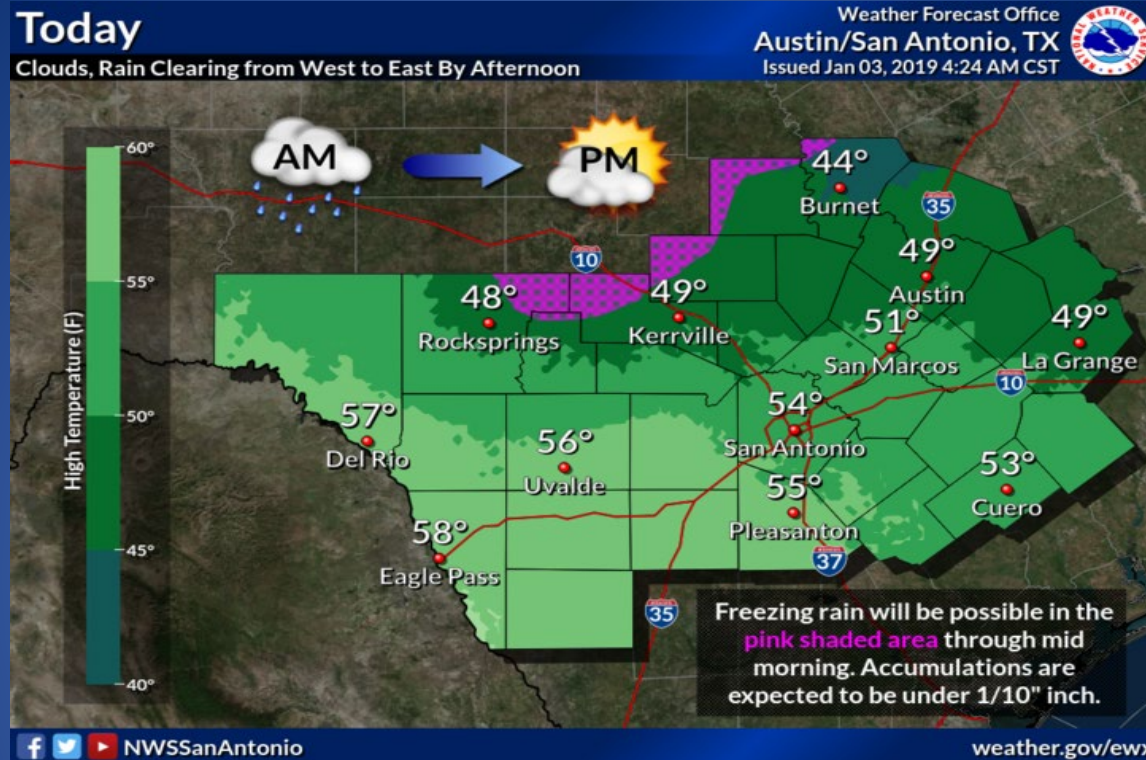 Today
Weather Forecast Office
Austin/San Antonio, TX
Issued Jan 03, 2019 4:24 AM CST
Clouds, Rain Clearing from West to East By Afternoon
NATIONAL WEATHER SERVICE
High Temperature (F)
60°
55°
50°
45°
40°
AM
PM
44°
Burnet
35
10
49°
Austin
48°
Rocksprings
49°
Kerrville
51°
San Marcos
49°
La Grange
10
57°
Del Rio
56°
Uvalde
54°
San Antonio
53°
Cuero
55°
Pleasanton
58°
Eagle Pass
37
35
Freezing rain will be possible in the
pink shaded area through mid
morning. Accumulations are
expected to be under 1/10" inch.
NWSSanAntonio
weather.gov/ewx